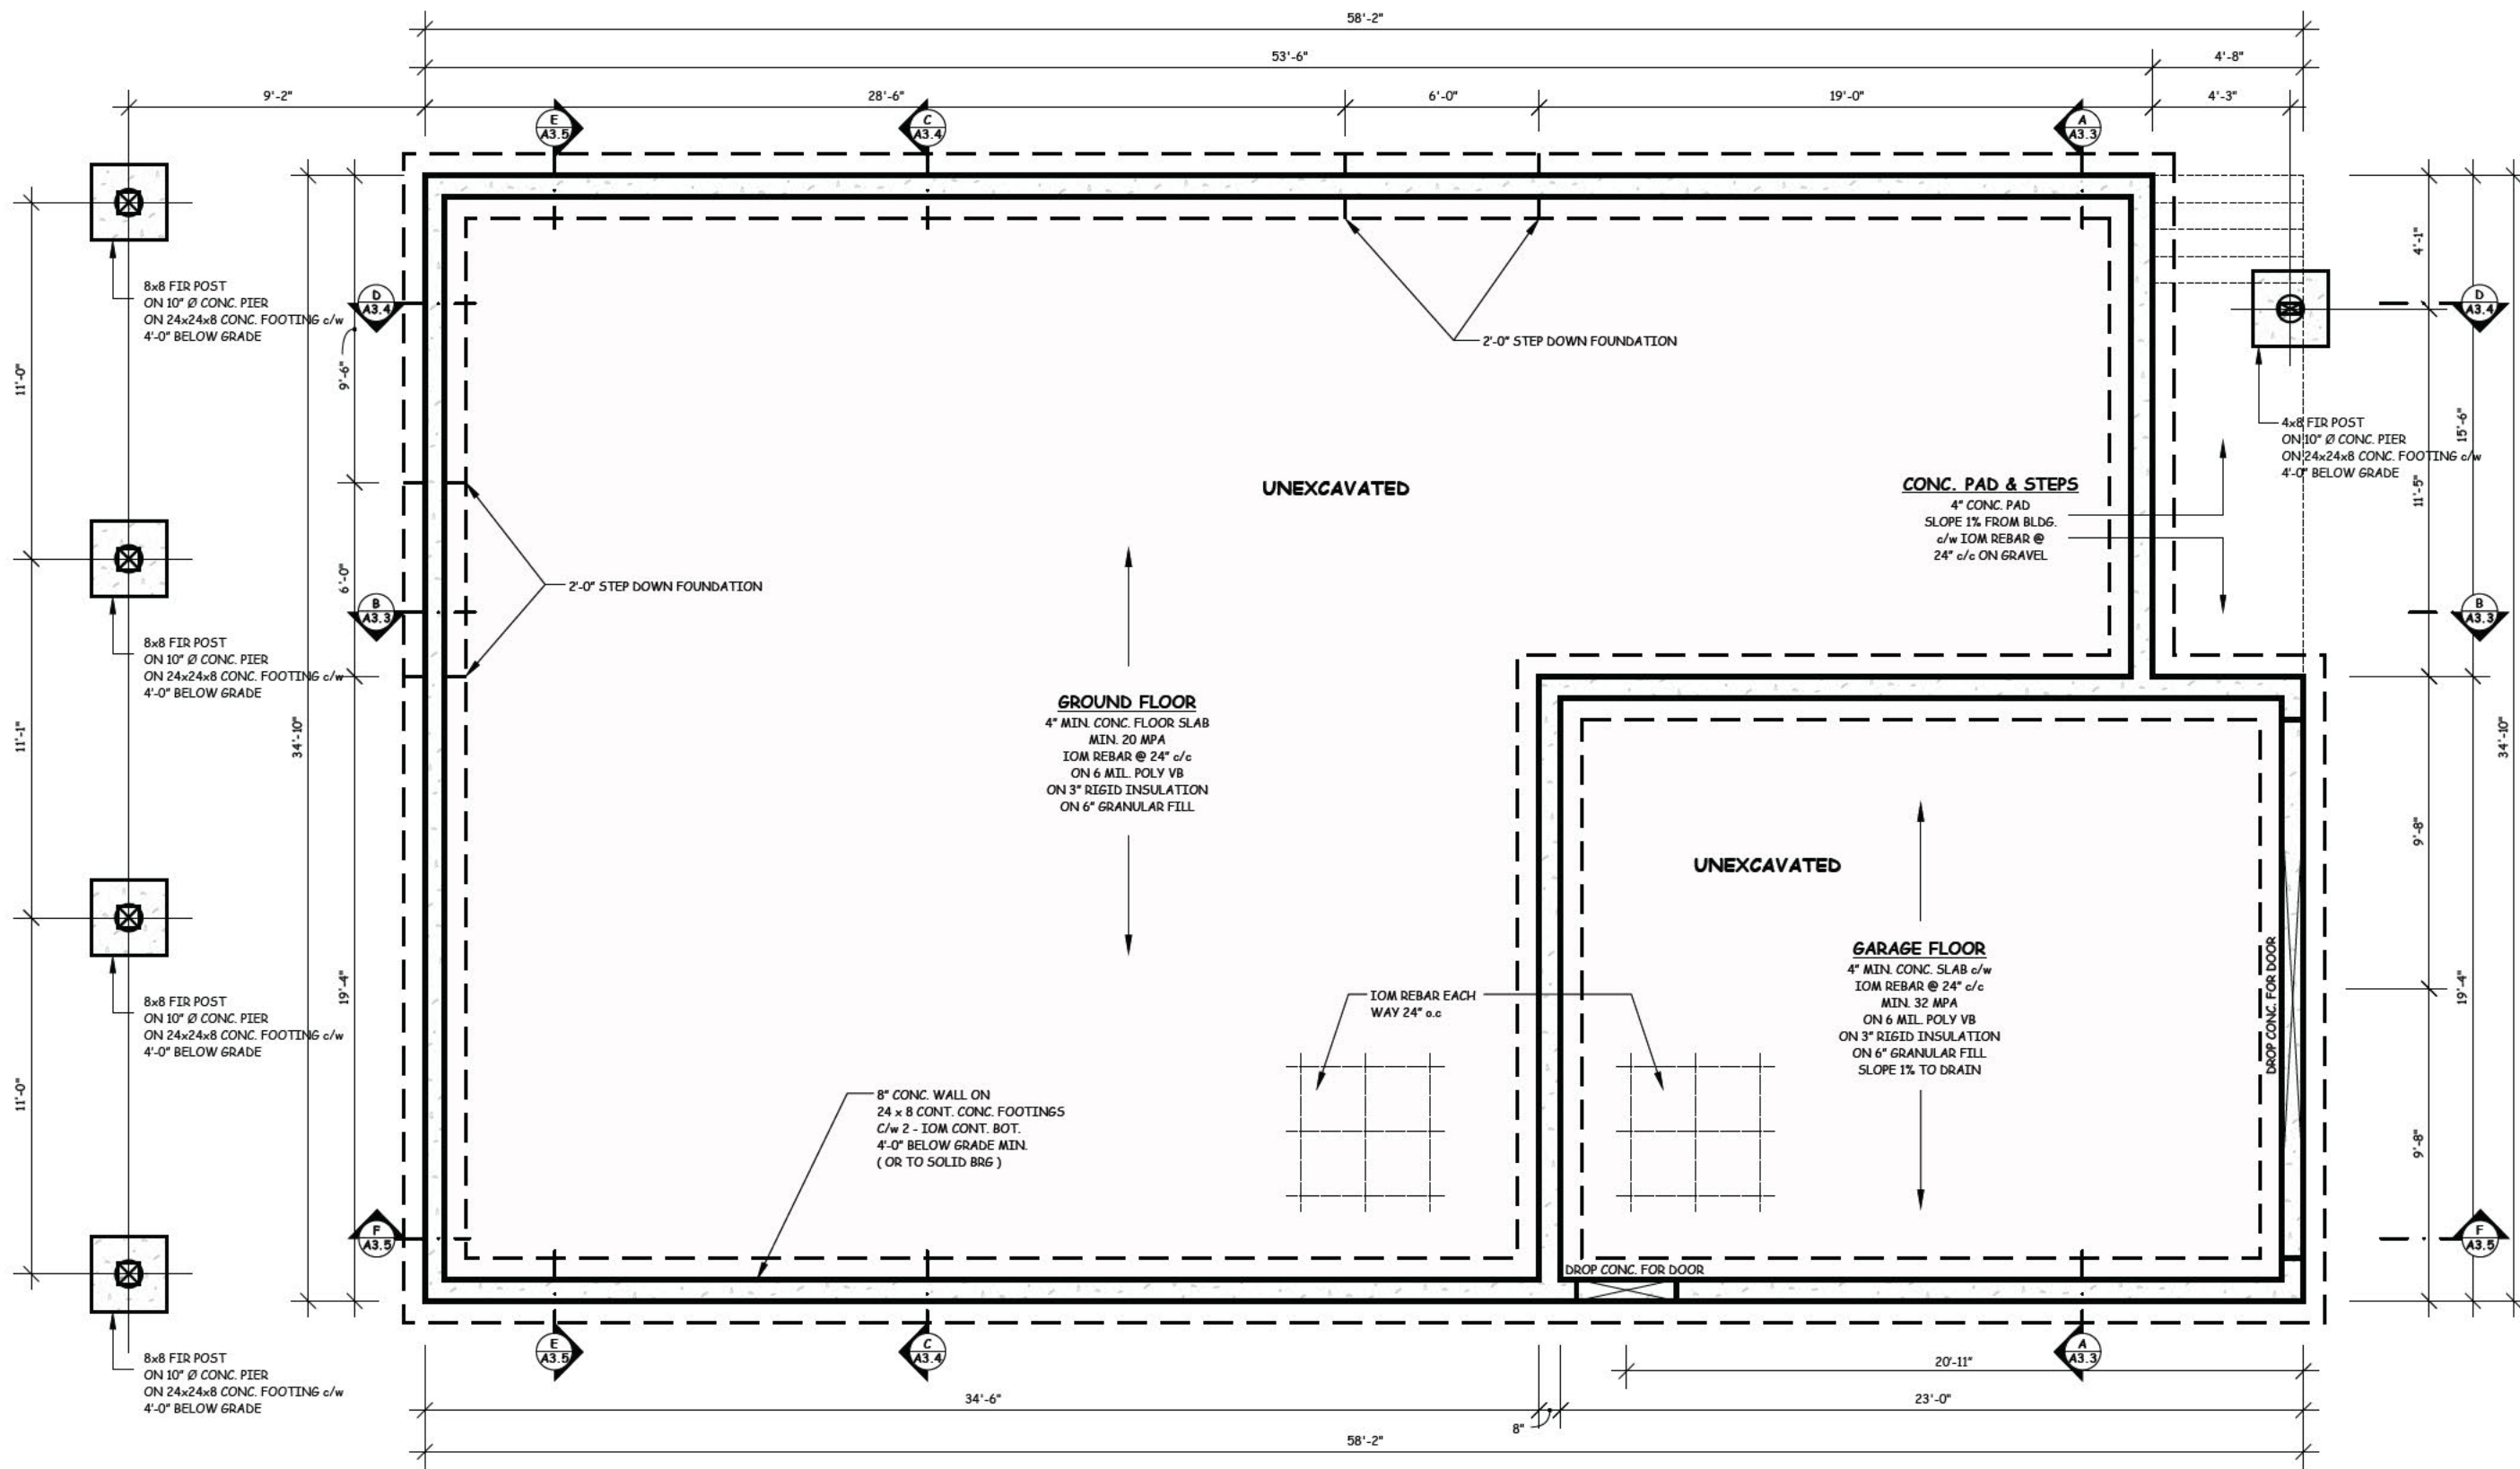 58'-2"
53'-6"
4'-8"
9'-2"
28'-6"
6'-0"
19'-0"
4'-3"
E
A3.5
C
A3.4
A
A3.3
8x8 FIR POST
ON 10" Ø CONC. PIER
ON 24x24x8 CONC. FOOTING c/w
4'-0" BELOW GRADE
D
A3.4
4'-1"
D
A3.4
2'-0" STEP DOWN FOUNDATION
11'-0"
9'-6"
4x8 FIR POST
ON 10" Ø CONC. PIER
ON 24x24x8 CONC. FOOTING c/w
4'-0" BELOW GRADE
15'-6"
11'-5"
UNEXCAVATED
CONC. PAD & STEPS
4" CONC. PAD
SLOPE 1% FROM BLDG.
c/w 10M REBAR @
24" c/c ON GRAVEL
6'-0"
2'-0" STEP DOWN FOUNDATION
B
A3.3
B
A3.3
8x8 FIR POST
ON 10" Ø CONC. PIER
ON 24x24x8 CONC. FOOTING c/w
4'-0" BELOW GRADE
11'-1"
34'-10"
GROUND FLOOR
4" MIN. CONC. FLOOR SLAB
MIN. 20 MPA
10M REBAR @ 24" c/c
ON 6 MIL. POLY VB
ON 3" RIGID INSULATION
ON 6" GRANULAR FILL
34'-10"
9'-8"
UNEXCAVATED
GARAGE FLOOR
4" MIN. CONC. SLAB c/w
10M REBAR @ 24" c/c
MIN. 32 MPA
ON 6 MIL. POLY VB
ON 3" RIGID INSULATION
ON 6" GRANULAR FILL
SLOPE 1% TO DRAIN
DROP CONC. FOR DOOR
19'-4"
19'-4"
10M REBAR EACH
WAY 24" o.c
8x8 FIR POST
ON 10" Ø CONC. PIER
ON 24x24x8 CONC. FOOTING c/w
4'-0" BELOW GRADE
11'-0"
8" CONC. WALL ON
24 x 8 CONT. CONC. FOOTINGS
C/w 2 - 10M CONT. BOT.
4'-0" BELOW GRADE MIN.
( OR TO SOLID BRG )
9'-8"
F
A3.5
F
A3.5
DROP CONC. FOR DOOR
8x8 FIR POST
ON 10" Ø CONC. PIER
ON 24x24x8 CONC. FOOTING c/w
4'-0" BELOW GRADE
E
A3.5
C
A3.4
A
A3.3
20'-11"
34'-6"
8"
23'-0"
58'-2"